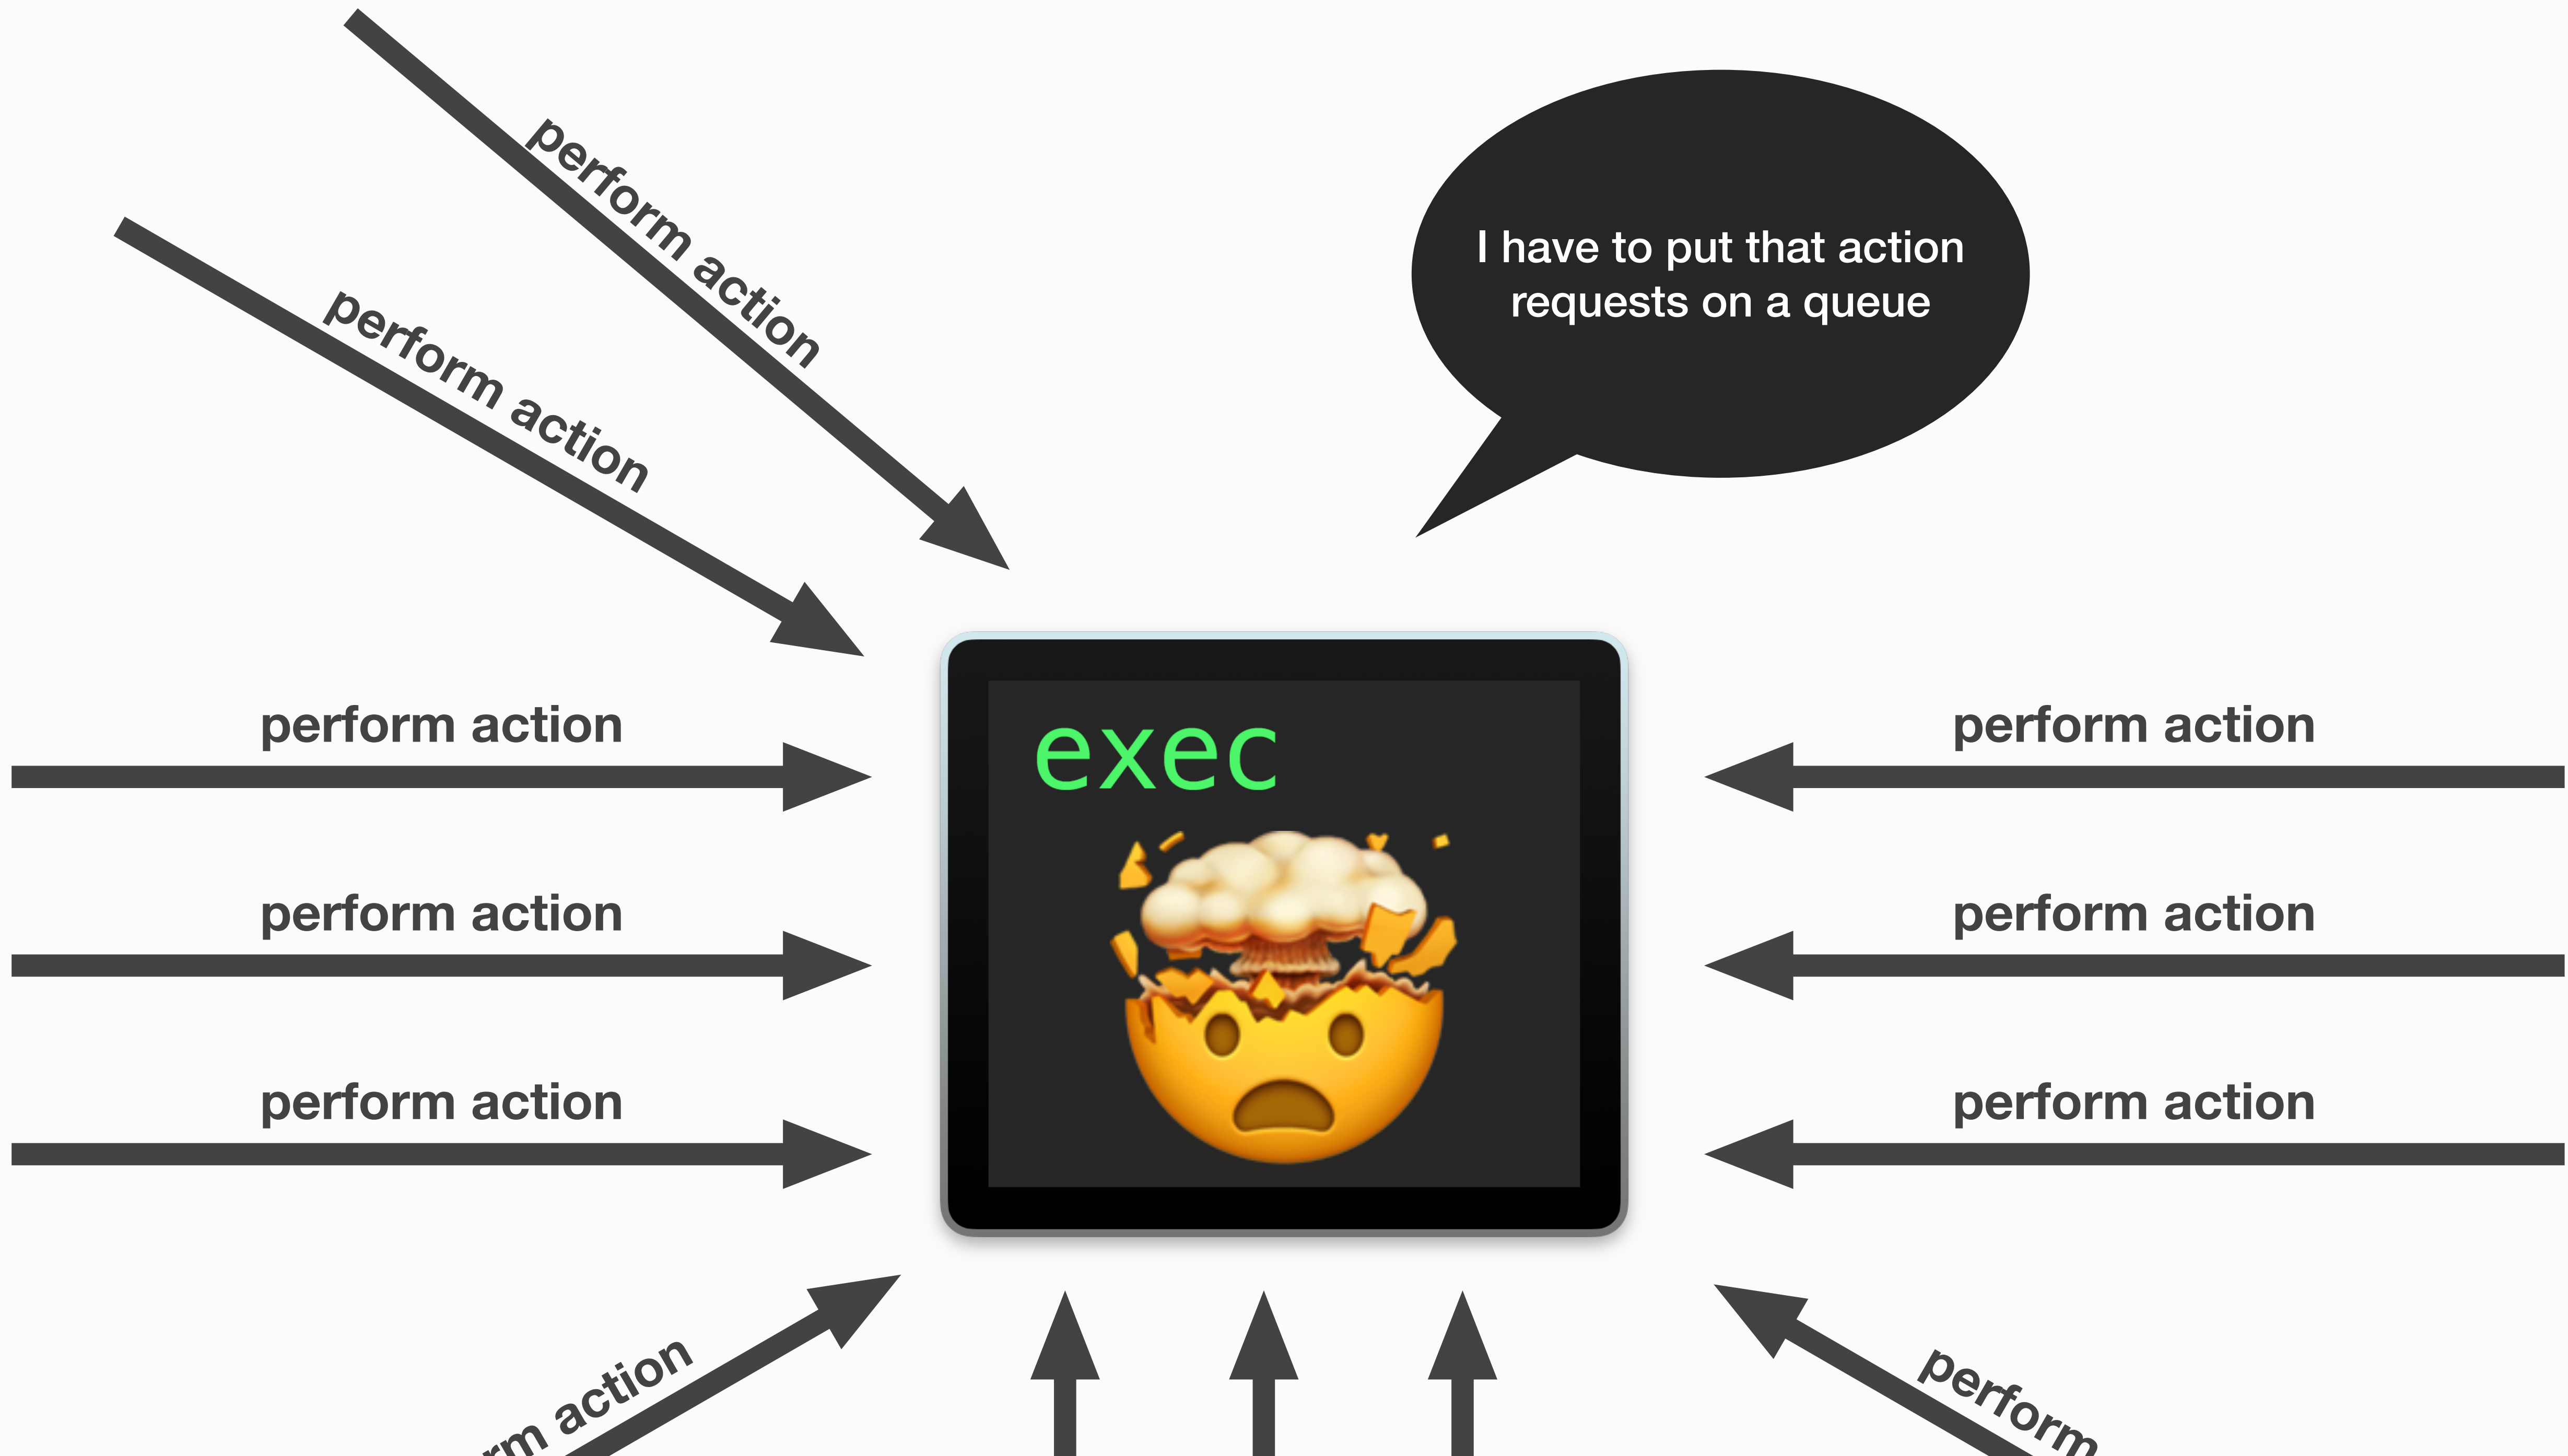 perform action
perform action
I have to put that action
requests on a queue
perform action
perform action
exec
perform action
perform action
perform action
perform action
rm action
perform